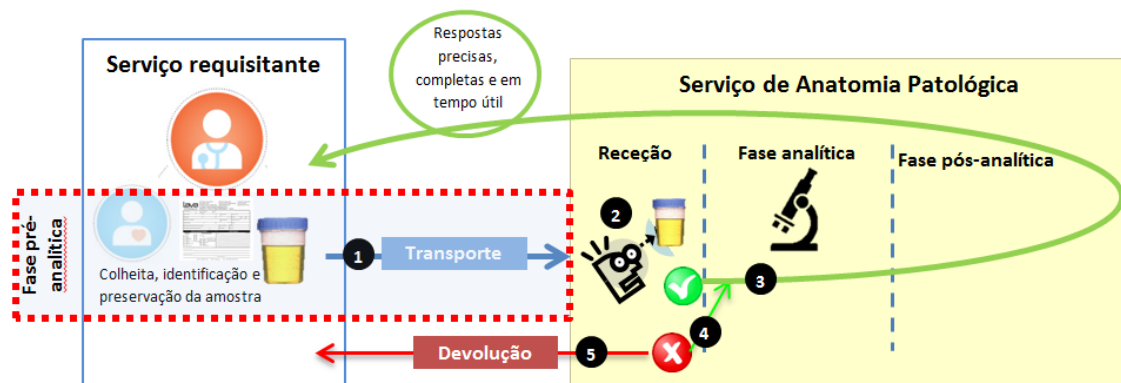 Respostas
precisas,
completas e em
tempo útil
Serviço requisitante
Serviço de Anatomia Patológica
Receção
Fase analítica
Fase pós-analítica
Fase pré-
analítica
Colheita, identificação e
preservação da amostra
1
Transporte
2
3
4
Devolução
5